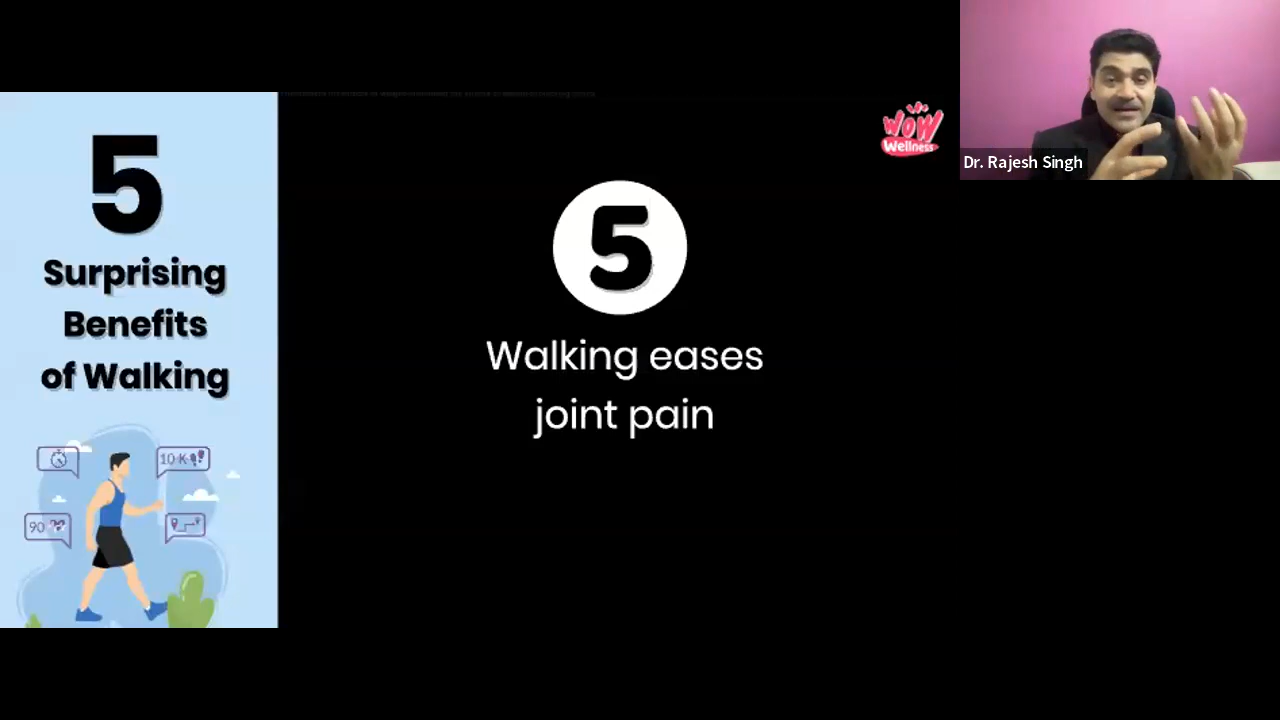 5
Surprising
Benefits
of Walking
10 K
90
WOW
Wellness
5
Walking eases
joint pain
Dr. Rajesh Singh